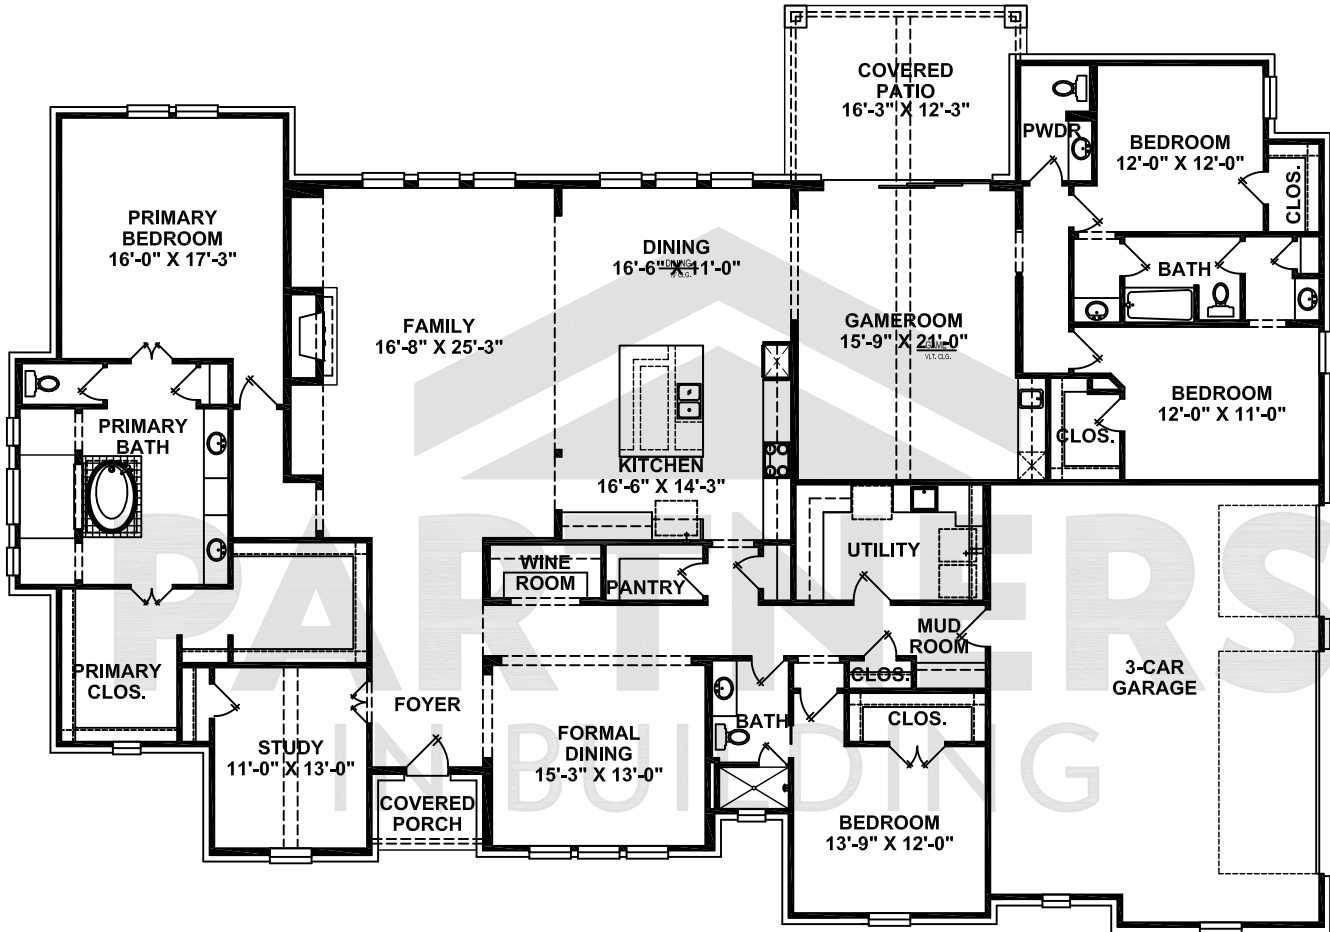 COVERED
PATIO
16'-3" X 12'-3"
PWDR
BEDROOM
12'-0" X 12'-0"
CLOS.
PRIMARY
BEDROOM
16'-0" X 17'-3"
DINING
16'-6" X 11'-0"
DINING
BATH
FAMILY
16'-8" X 25'-3"
GAMEROOM
15'-9" X 21'-0"
GAME
VLT. CLG.
BEDROOM
12'-0" X 11'-0"
CLOS.
PRIMARY
BATH
KITCHEN
16'-6" X 14'-3"
UTILITY
WINE
ROOM
PANTRY
MUD
ROOM
PRIMARY
CLOS.
CLOS.
3-CAR
GARAGE
FOYER
CLOS.
BATH
STUDY
11'-0" X 13'-0"
FORMAL
DINING
15'-3" X 13'-0"
COVERED
PORCH
BEDROOM
13'-9" X 12'-0"
PARTNERS
IN BUILDING